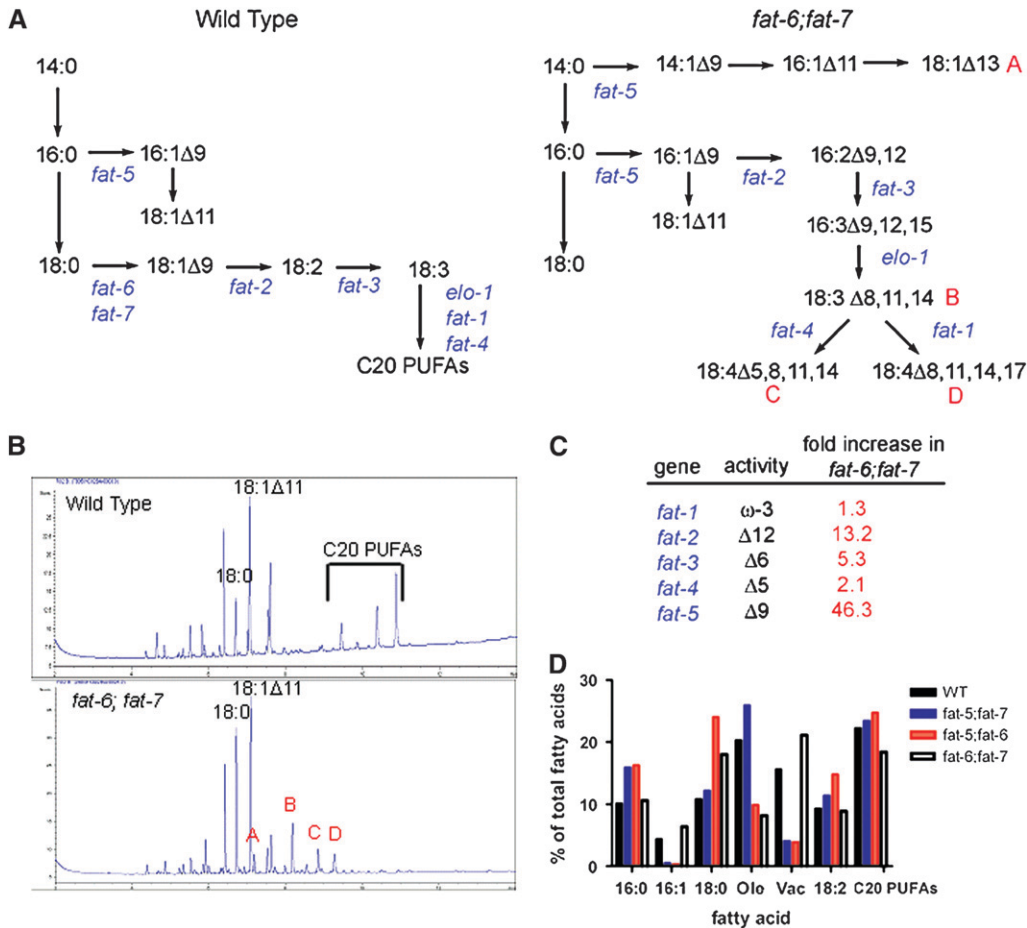 A
Wild Type
fat-6;fat-7
14:0
16:0
fat-5
16:1Δ9
18:1Δ11
18:0
fat-6
fat-7
18:1Δ9
fat-2
18:2
fat-3
18:3
elo-1
fat-1
fat-4
C20 PUFAs
14:0
fat-5
14:1Δ9
16:1Δ11
18:1Δ13 A
16:0
fat-5
16:1Δ9
fat-2
16:2Δ9,12
fat-3
18:1Δ11
16:3Δ9,12,15
18:0
elo-1
18:3 Δ8,11,14 B
fat-4
fat-1
18:4Δ5,8,11,14
18:4Δ8,11,14,17
C
D
B
Wild Type
18:1Δ11
18:0
C20 PUFAs
fat-6; fat-7
18:1Δ11
18:0
A
B
C
D
C
gene activity fold increase in fat-6;fat-7
fat-1 ω-3 1.3
fat-2 Δ12 13.2
fat-3 Δ6 5.3
fat-4 Δ5 2.1
fat-5 Δ9 46.3
D
% of total fatty acids
30
20
10
0
16:0 16:1 18:0 Olo Vac 18:2 C20 PUFAs
fatty acid
WT
fat-5;fat-7
fat-5;fat-6
fat-6;fat-7